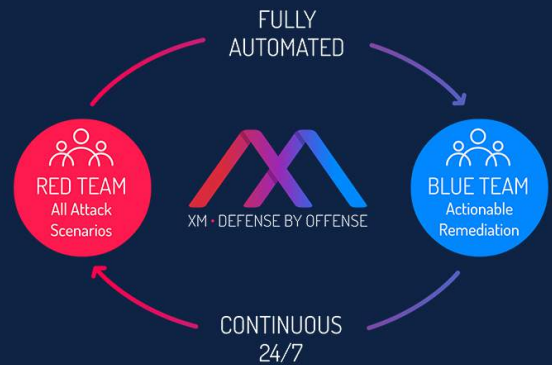 FULLY
AUTOMATED
RED TEAM
All Attack
Scenarios
XM • DEFENSE BY OFFENSE
BLUE TEAM
Actionable
Remediation
CONTINUOUS
24/7